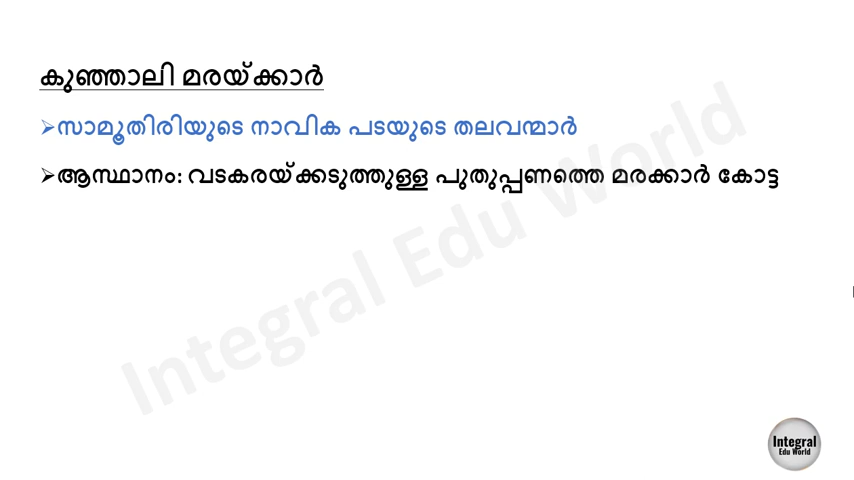 കുഞ്ഞാലി മരയ്ക്കാർ
➢സാമൂതിരിയുടെ നാവിക പടയുടെ തലവന്മാർ
➢ആസ്ഥാനം: വടകരയ്ക്കടുത്തുള്ള പുതുപ്പണത്തെ മരക്കാർ കോട്ട
Integral Edu World
Integral
Edu World